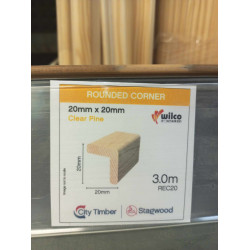 ROUNDED CORNER
20mm x 20mm
Clear Pine
wilco
20mm
20mm
3.0m
REC20
City Timber
Stagwood